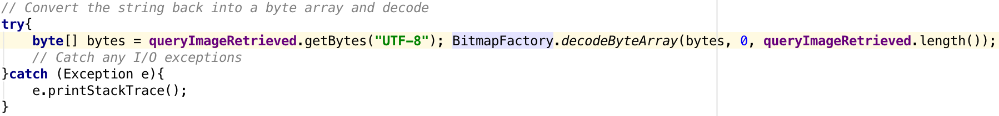 // Convert the string back into a byte array and decode
try{
    byte[] bytes = queryImageRetrieved.getBytes("UTF-8"); BitmapFactory.decodeByteArray(bytes, 0, queryImageRetrieved.length());
    // Catch any I/O exceptions
}catch (Exception e){
    e.printStackTrace();
}